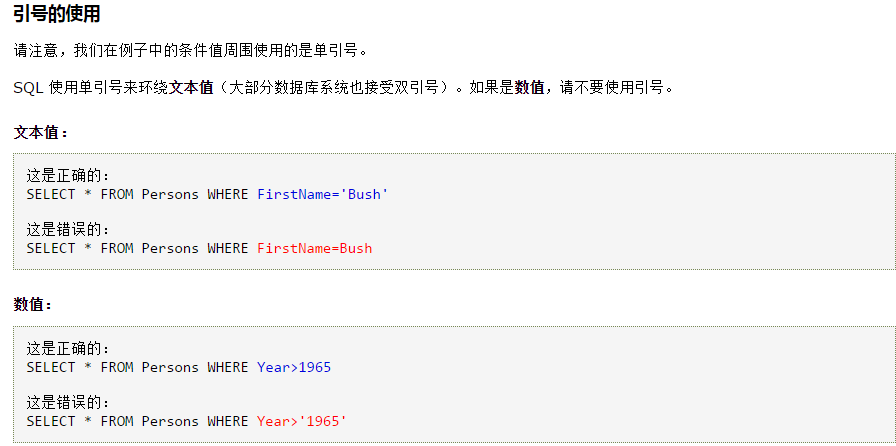 引号的使用
请注意，我们在例子中的条件值周围使用的是单引号。
SQL 使用单引号来环绕文本值（大部分数据库系统也接受双引号）。如果是数值，请不要使用引号。
文本值：
这是正确的：
SELECT * FROM Persons WHERE FirstName='Bush'
这是错误的：
SELECT * FROM Persons WHERE FirstName=Bush
数值：
这是正确的：
SELECT * FROM Persons WHERE Year>1965
这是错误的：
SELECT * FROM Persons WHERE Year>'1965'